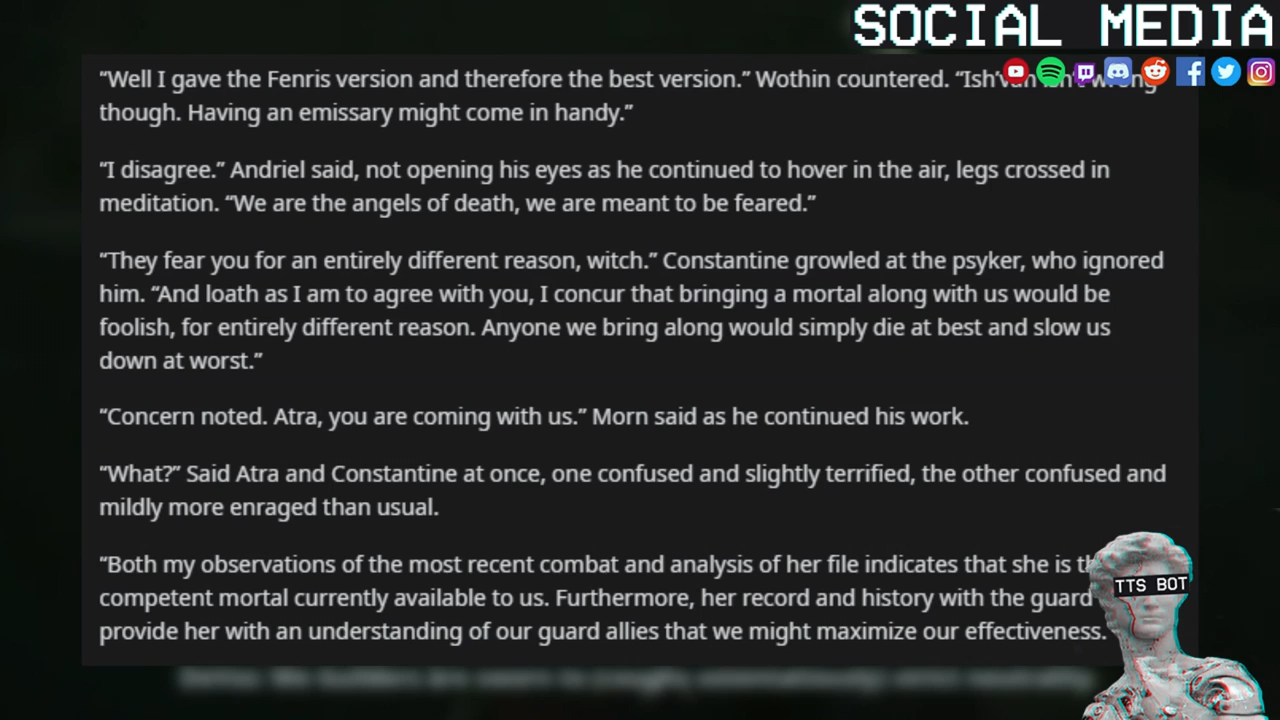 SOCIAL MEDIA
“Well I gave the Fenris version and therefore the best version.” Wothin countered. “Ish’van isn’t wrong
though. Having an emissary might come in handy.”
“I disagree.” Andriel said, not opening his eyes as he continued to hover in the air, legs crossed in
meditation. “We are the angels of death, we are meant to be feared.”
“They fear you for an entirely different reason, witch.” Constantine growled at the psyker, who ignored
him. “And loath as I am to agree with you, I concur that bringing a mortal along with us would be
foolish, for entirely different reason. Anyone we bring along would simply die at best and slow us
down at worst.”
“Concern noted. Atra, you are coming with us.” Morn said as he continued his work.
“What?” Said Atra and Constantine at once, one confused and slightly terrified, the other confused and
mildly more enraged than usual.
“Both my observations of the most recent combat and analysis of her file indicates that she is
competent mortal currently available to us. Furthermore, her record and history with the guard
provide her with an understanding of our guard allies that we might maximize our effectiveness.
TTS BOT